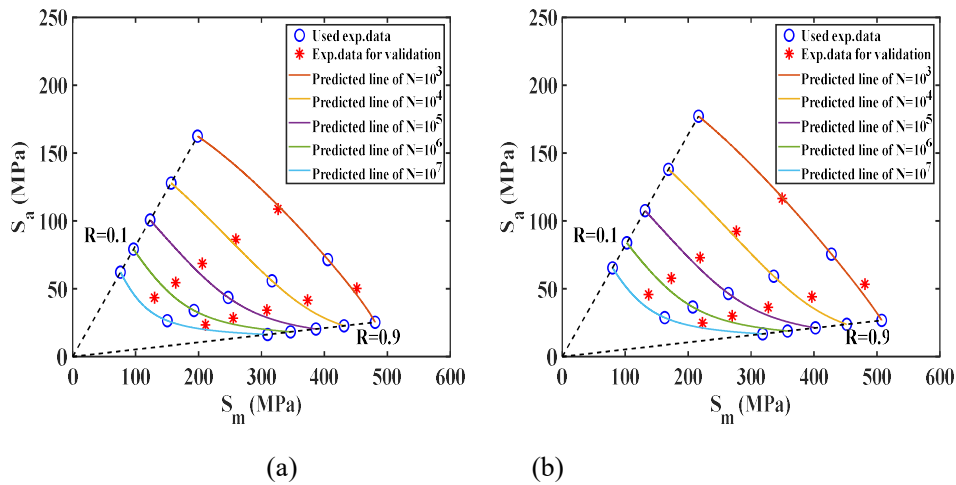 250
200
150
100
50
0
S_a (MPa)
0 100 200 300 400 500 600
S_m (MPa)
Used exp.data
Exp.data for validation
Predicted line of N=10^3
Predicted line of N=10^4
Predicted line of N=10^5
Predicted line of N=10^6
Predicted line of N=10^7
R=0.1
R=0.9
(a)
250
200
150
100
50
0
S_a (MPa)
0 100 200 300 400 500 600
S_m (MPa)
Used exp.data
Exp.data for validation
Predicted line of N=10^3
Predicted line of N=10^4
Predicted line of N=10^5
Predicted line of N=10^6
Predicted line of N=10^7
R=0.1
R=0.9
(b)